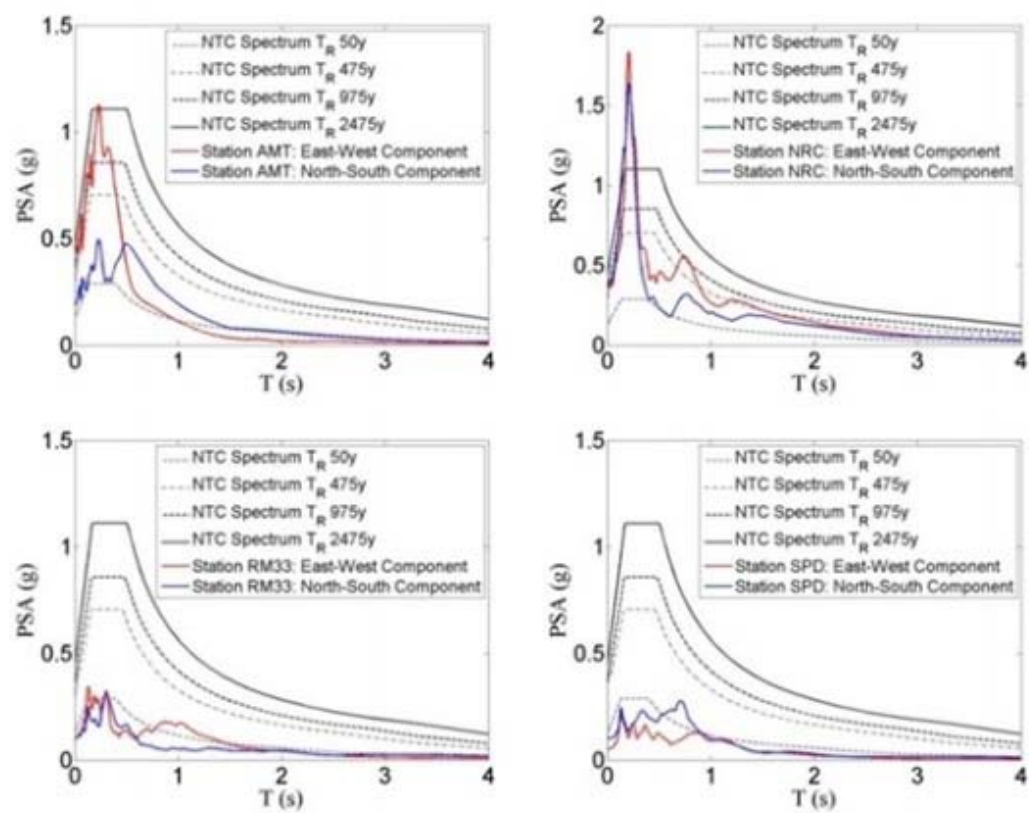 1.5
NTC Spectrum T_R 50y
NTC Spectrum T_R 475y
NTC Spectrum T_R 975y
NTC Spectrum T_R 2475y
Station AMT: East-West Component
Station AMT: North-South Component
1
PSA (g)
0.5
0
0 1 2 3 4
T (s)
2
NTC Spectrum T_R 50y
NTC Spectrum T_R 475y
NTC Spectrum T_R 975y
NTC Spectrum T_R 2475y
Station NRC: East-West Component
Station NRC: North-South Component
1.5
PSA (g)
1
0.5
0
0 1 2 3 4
T (s)
1.5
NTC Spectrum T_R 50y
NTC Spectrum T_R 475y
NTC Spectrum T_R 975y
NTC Spectrum T_R 2475y
Station RM33: East-West Component
Station RM33: North-South Component
1
PSA (g)
0.5
0
0 1 2 3 4
T (s)
1.5
NTC Spectrum T_R 50y
NTC Spectrum T_R 475y
NTC Spectrum T_R 975y
NTC Spectrum T_R 2475y
Station SPD: East-West Component
Station SPD: North-South Component
1
PSA (g)
0.5
0
0 1 2 3 4
T (s)